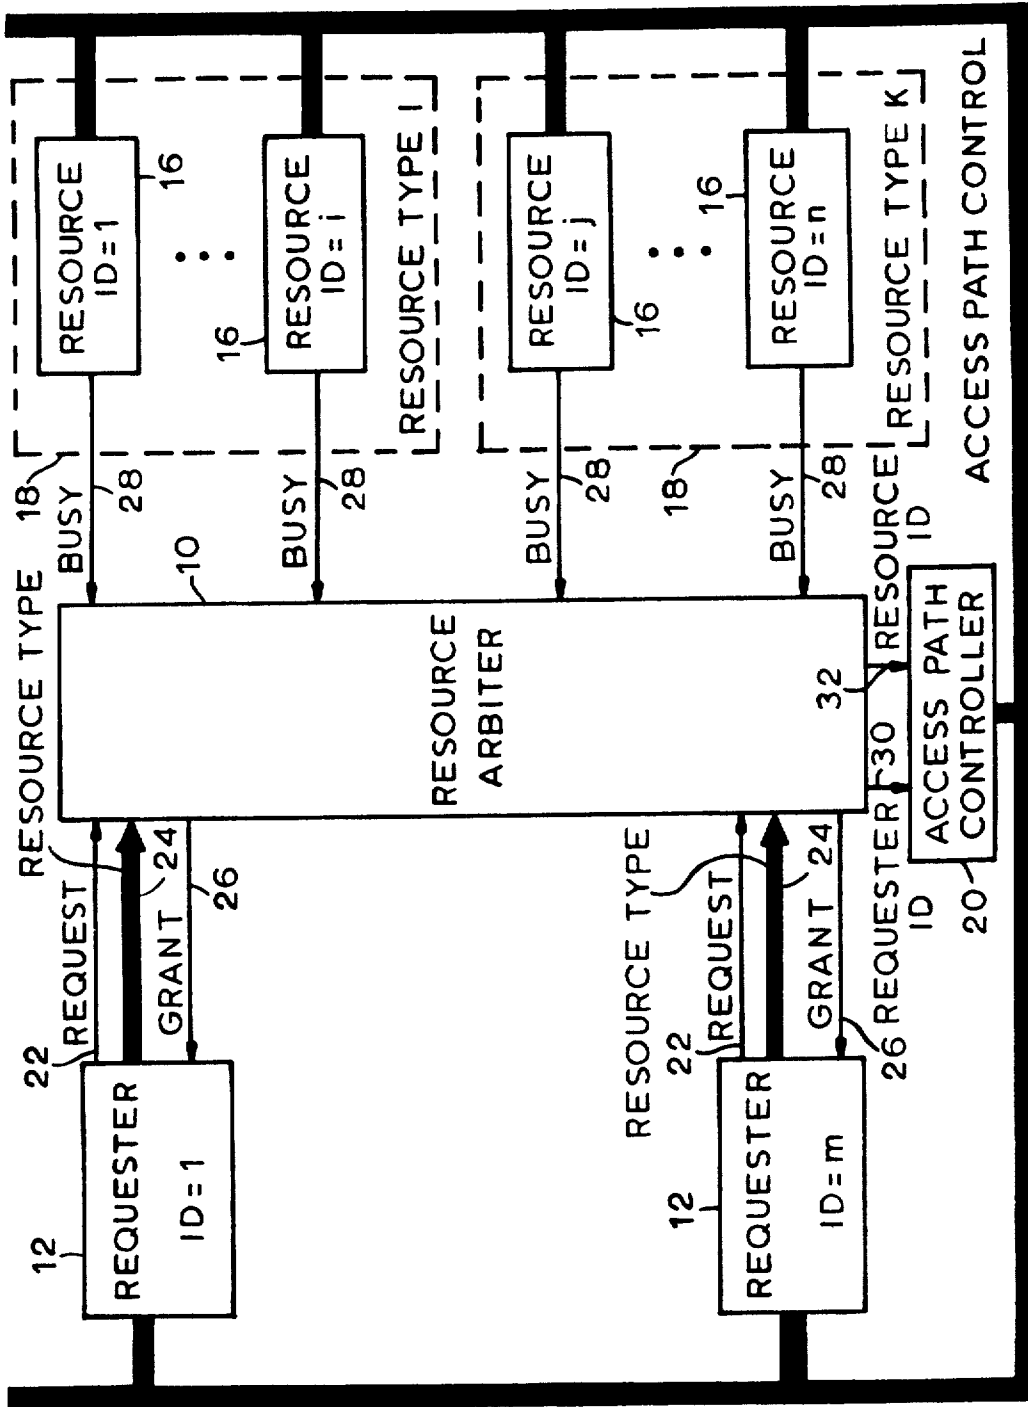 RESOURCE TYPE
12
REQUESTER
ID=1
22
REQUEST
24
GRANT
26
10
RESOURCE
ARBITER
18
BUSY
28
RESOURCE
ID=1
16
BUSY
28
16
RESOURCE
ID=i
RESOURCE TYPE I
RESOURCE TYPE
12
REQUESTER
ID=m
22
REQUEST
24
GRANT
26
BUSY
28
RESOURCE
ID=j
16
18
BUSY
28
16
RESOURCE
ID=n
RESOURCE TYPE K
REQUESTER
ID
30
32
RESOURCE
ID
20
ACCESS PATH
CONTROLLER
ACCESS PATH CONTROL